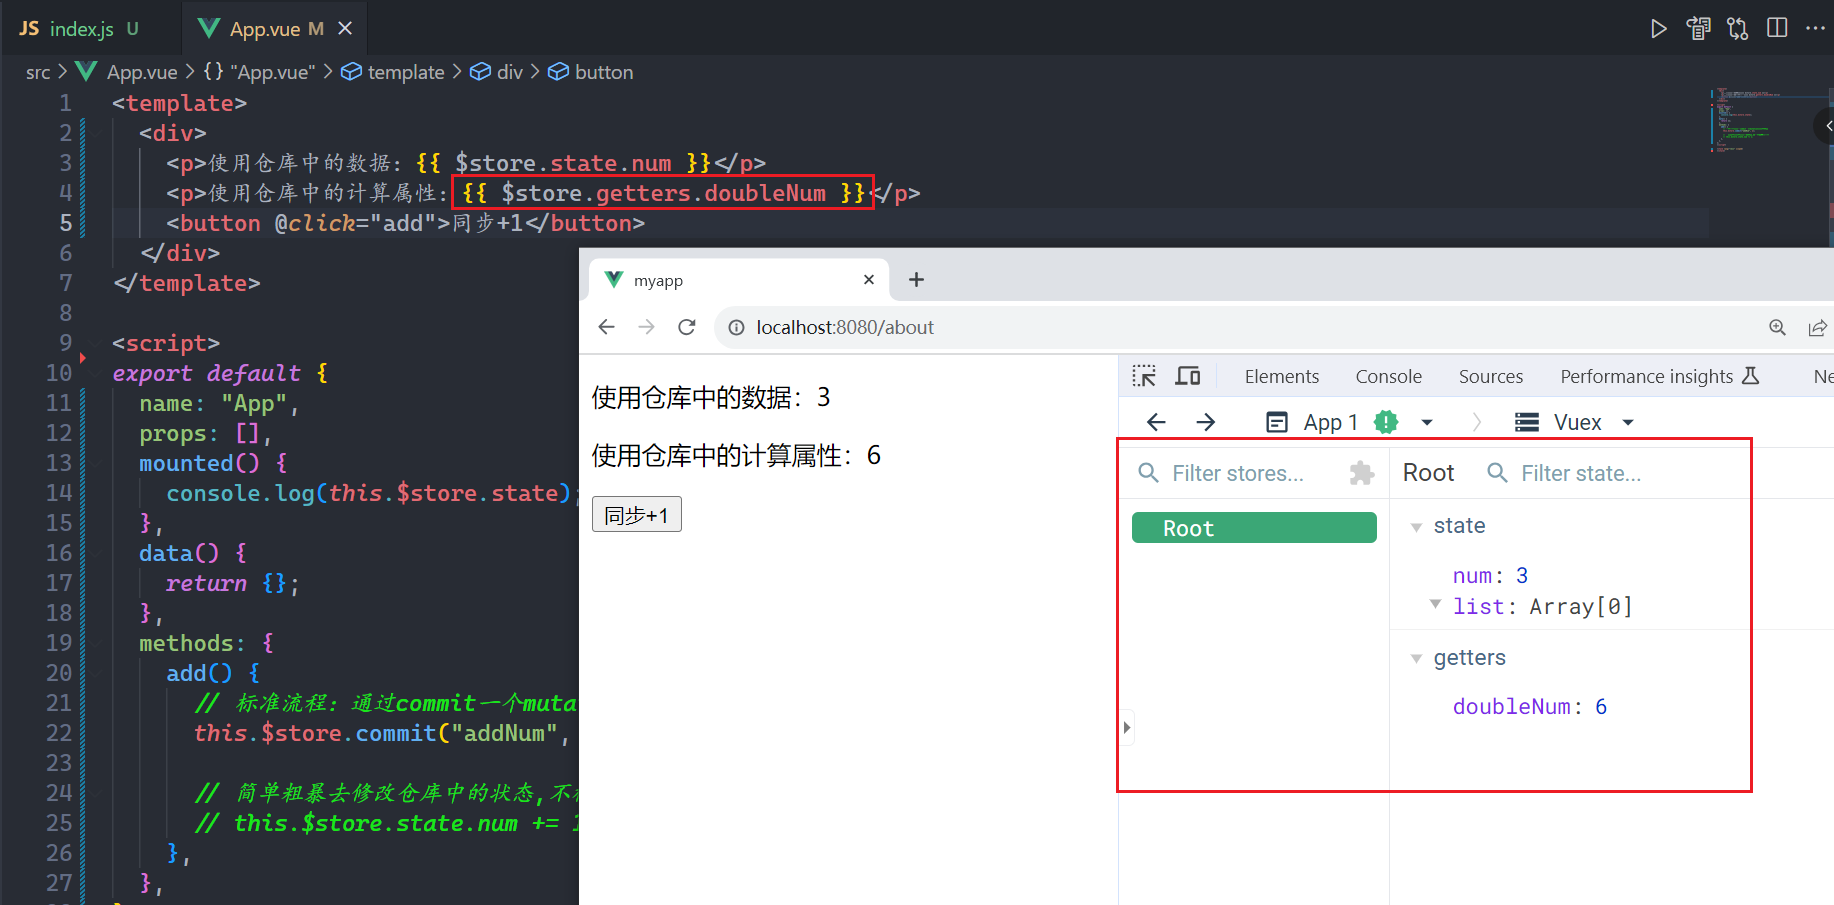 JS index.js U
App.vue M ×
src > App.vue > {} "App.vue" > template > div > button
1 <template>
2 <div>
3 <p>使用仓库中的数据: {{ $store.state.num }}</p>
4 <p>使用仓库中的计算属性: {{ $store.getters.doubleNum }}</p>
5 <button @click="add">同步+1</button>
6 </div>
7 </template>
8
9 <script>
10 export default {
11 name: "App",
12 props: [],
13 mounted() {
14 console.log(this.$store.state);
15 },
16 data() {
17 return {};
18 },
19 methods: {
20 add() {
21 // 标准流程: 通过commit一个muta
22 this.$store.commit("addNum",
23
24 // 简单粗暴去修改仓库中的状态,不
25 // this.$store.state.num +=
26 },
27 },
myapp
localhost:8080/about
使用仓库中的数据：3
使用仓库中的计算属性：6
同步+1
Elements Console Sources Performance insights Ne
App 1 Vuex
Filter stores... Root Filter state...
Root
state
num: 3
list: Array[0]
getters
doubleNum: 6